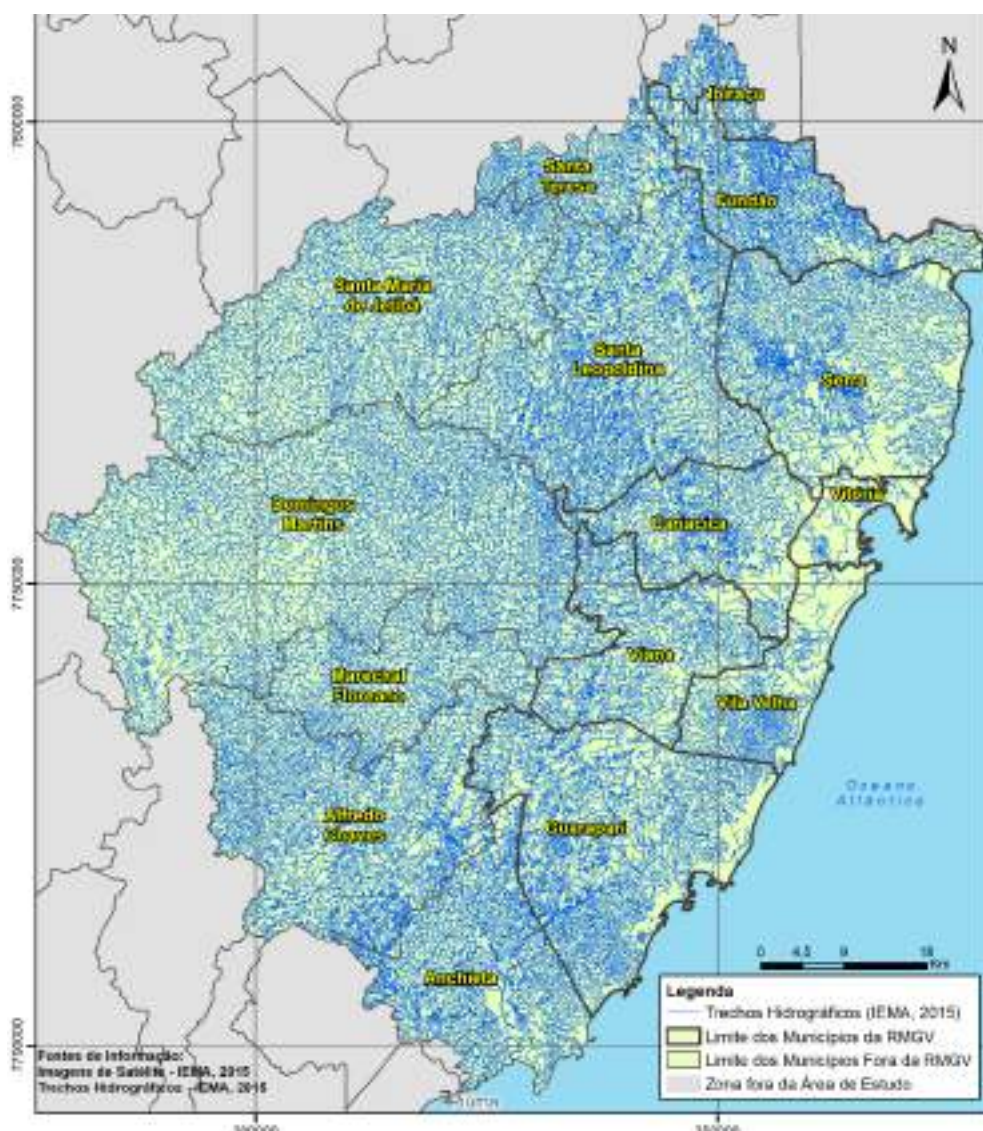 N
Ibiraçu
Santa
Teresa
Fundão
Santa Maria
de Jetibá
Santa
Leopoldina
Serra
Vitória
Cariacica
Domingos
Martins
Viana
Marechal
Floriano
Vila Velha
Oceano
Atlântico
Alfredo
Chaves
Guarapari
Anchieta
0 4,5 9 18
Km
Legenda
Trechos Hidrográficos (IEMA, 2015)
Limite dos Municípios da RMGV
Limite dos Municípios Fora da RMGV
Zona fora da Área de Estudo
Fontes de Informação:
Imagens de Satélite - IEMA, 2015
Trechos Hidrográficos - IEMA, 2015